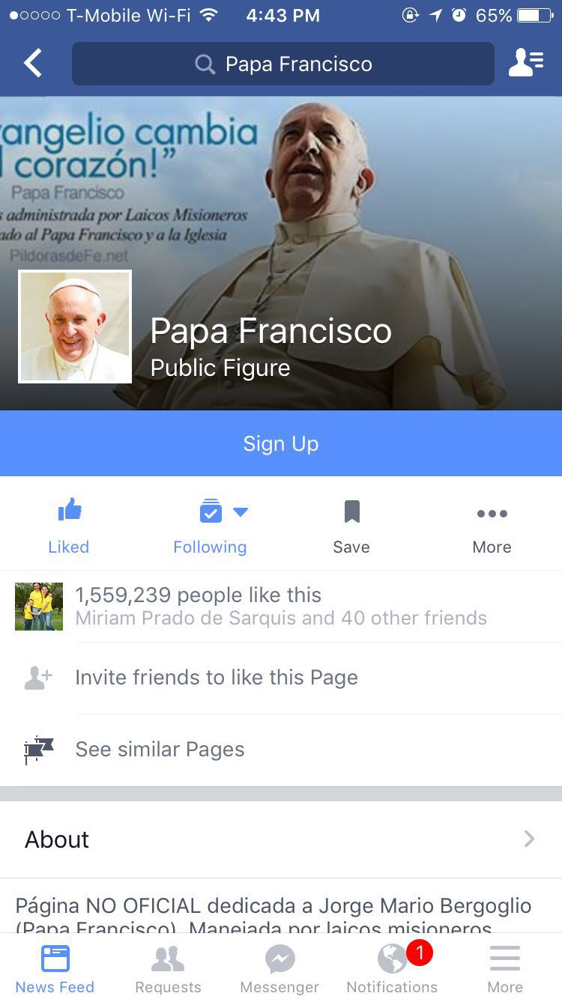 T-Mobile Wi-Fi 4:43 PM 65%
Papa Francisco
angelio cambia
l corazón!”
Papa Francisco
s administrada por Laicos Misioneros
ado al Papa Francisco y a la Iglesia
PildorasdeFe.net
Papa Francisco
Public Figure
Sign Up
Liked Following Save More
1,559,239 people like this
Miriam Prado de Sarquis and 40 other friends
Invite friends to like this Page
See similar Pages
About
Página NO OFICIAL dedicada a Jorge Mario Bergoglio
(Papa Francisco). Manejada por laicos misioneros
1
News Feed Requests Messenger Notifications More